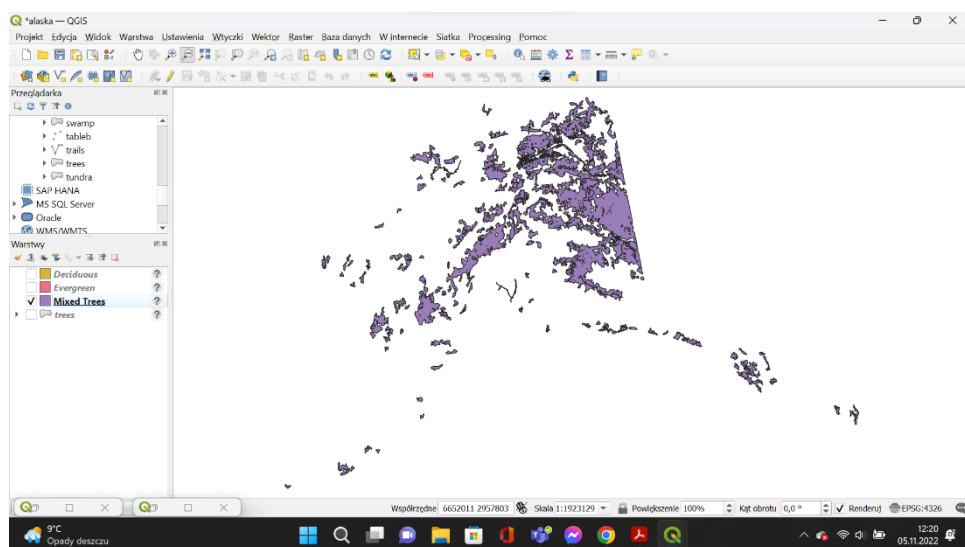 *alaska — QGIS
Projekt Edycja Widok Warstwa Ustawienia Wtyczki Wektor Raster Baza danych W internecie Siatka Processing Pomoc
Przeglądarka
swamp
tableb
trails
trees
tundra
SAP HANA
MS SQL Server
Oracle
WMS/WMTS
Warstwy
Deciduous ?
Evergreen ?
Mixed Trees ?
trees ?
Współrzędne 6652011 2957803 Skala 1:1923129 Powiększenie 100% Kąt obrotu 0,0 ° Renderuj EPSG:4326
9°C
Opady deszczu
12:20
05.11.2022